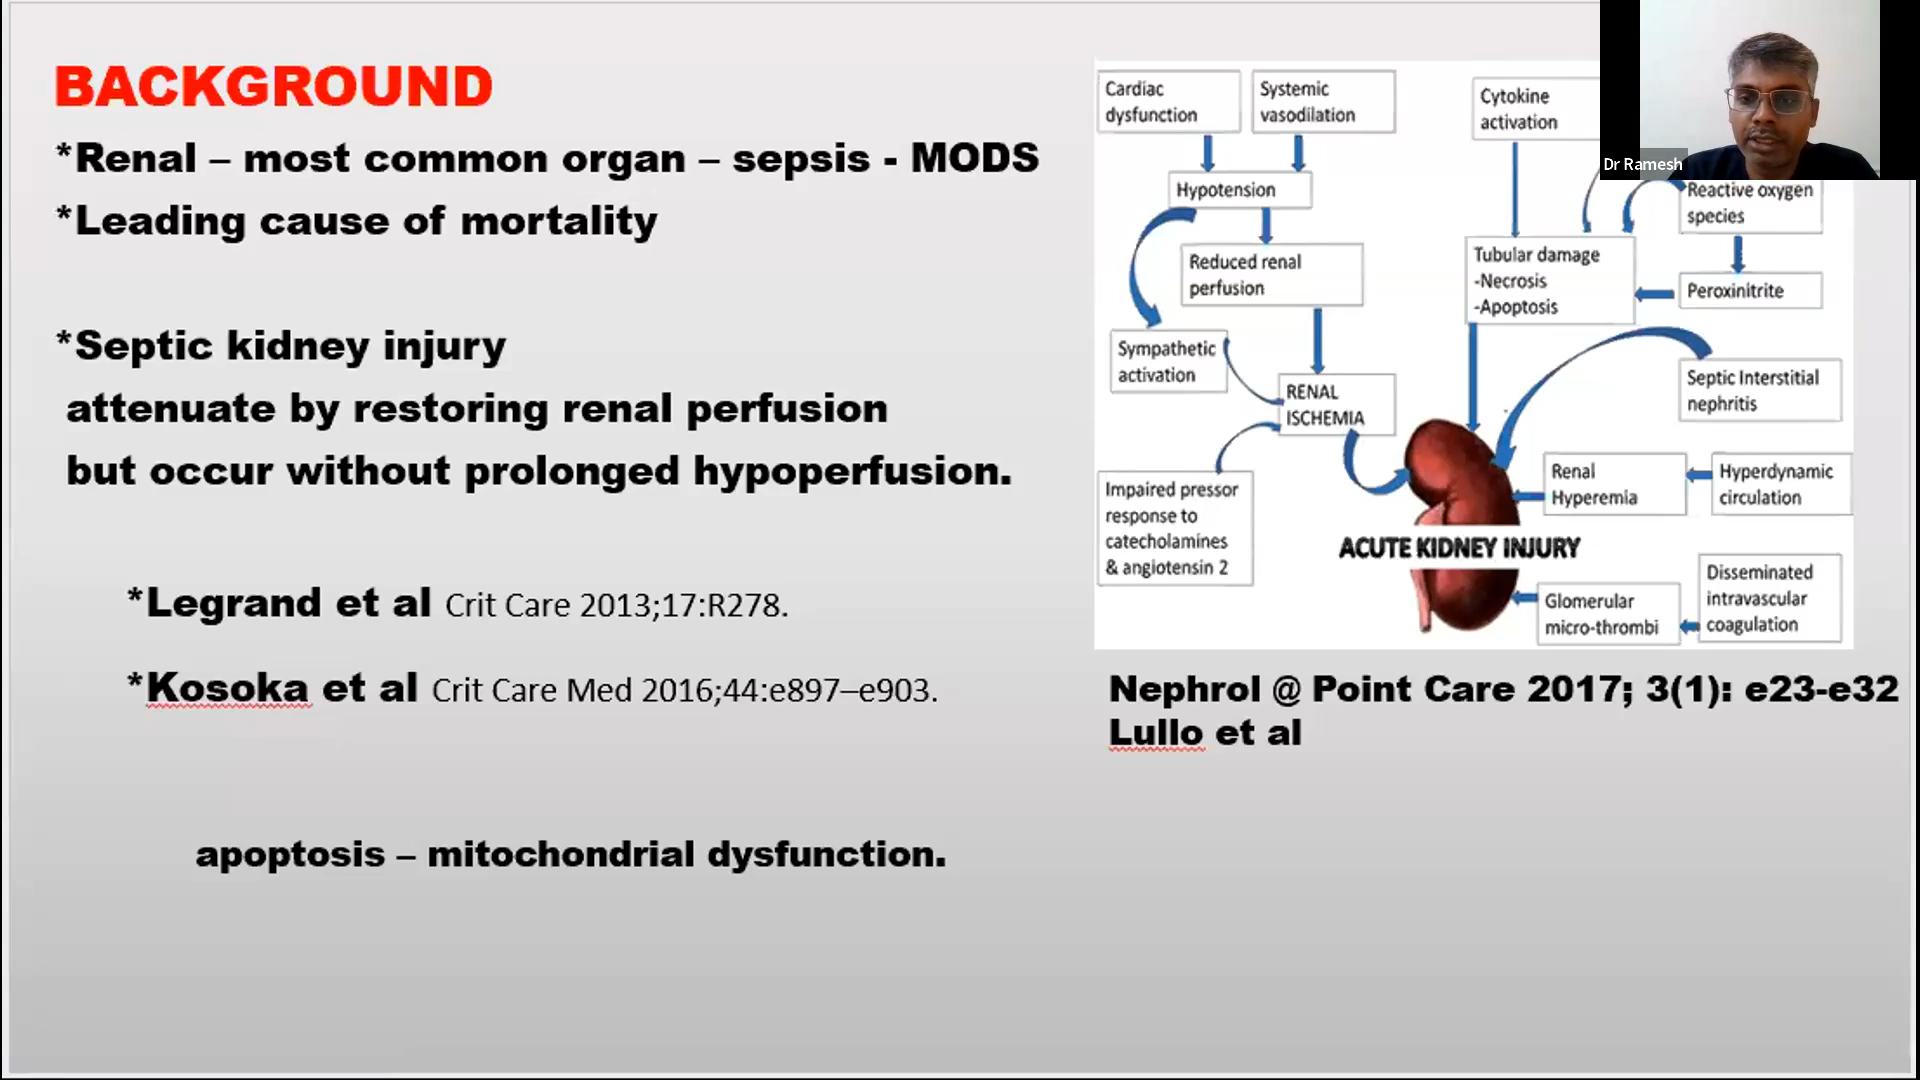 BACKGROUND
*Renal – most common organ – sepsis - MODS
*Leading cause of mortality
*Septic kidney injury
attenuate by restoring renal perfusion
but occur without prolonged hypoperfusion.
*Legrand et al Crit Care 2013;17:R278.
*Kosoka et al Crit Care Med 2016;44:e897–e903.
apoptosis – mitochondrial dysfunction.
Cardiac
dysfunction
Systemic
vasodilation
Cytokine
activation
Hypotension
Reactive oxygen
species
Reduced renal
perfusion
Tubular damage
-Necrosis
-Apoptosis
Peroxinitrite
Sympathetic
activation
RENAL
ISCHEMIA
Septic Interstitial
nephritis
Impaired pressor
response to
catecholamines
& angiotensin 2
Renal
Hyperemia
Hyperdynamic
circulation
ACUTE KIDNEY INJURY
Glomerular
micro-thrombi
Disseminated
intravascular
coagulation
Nephrol @ Point Care 2017; 3(1): e23-e32
Lullo et al
Dr Ramesh